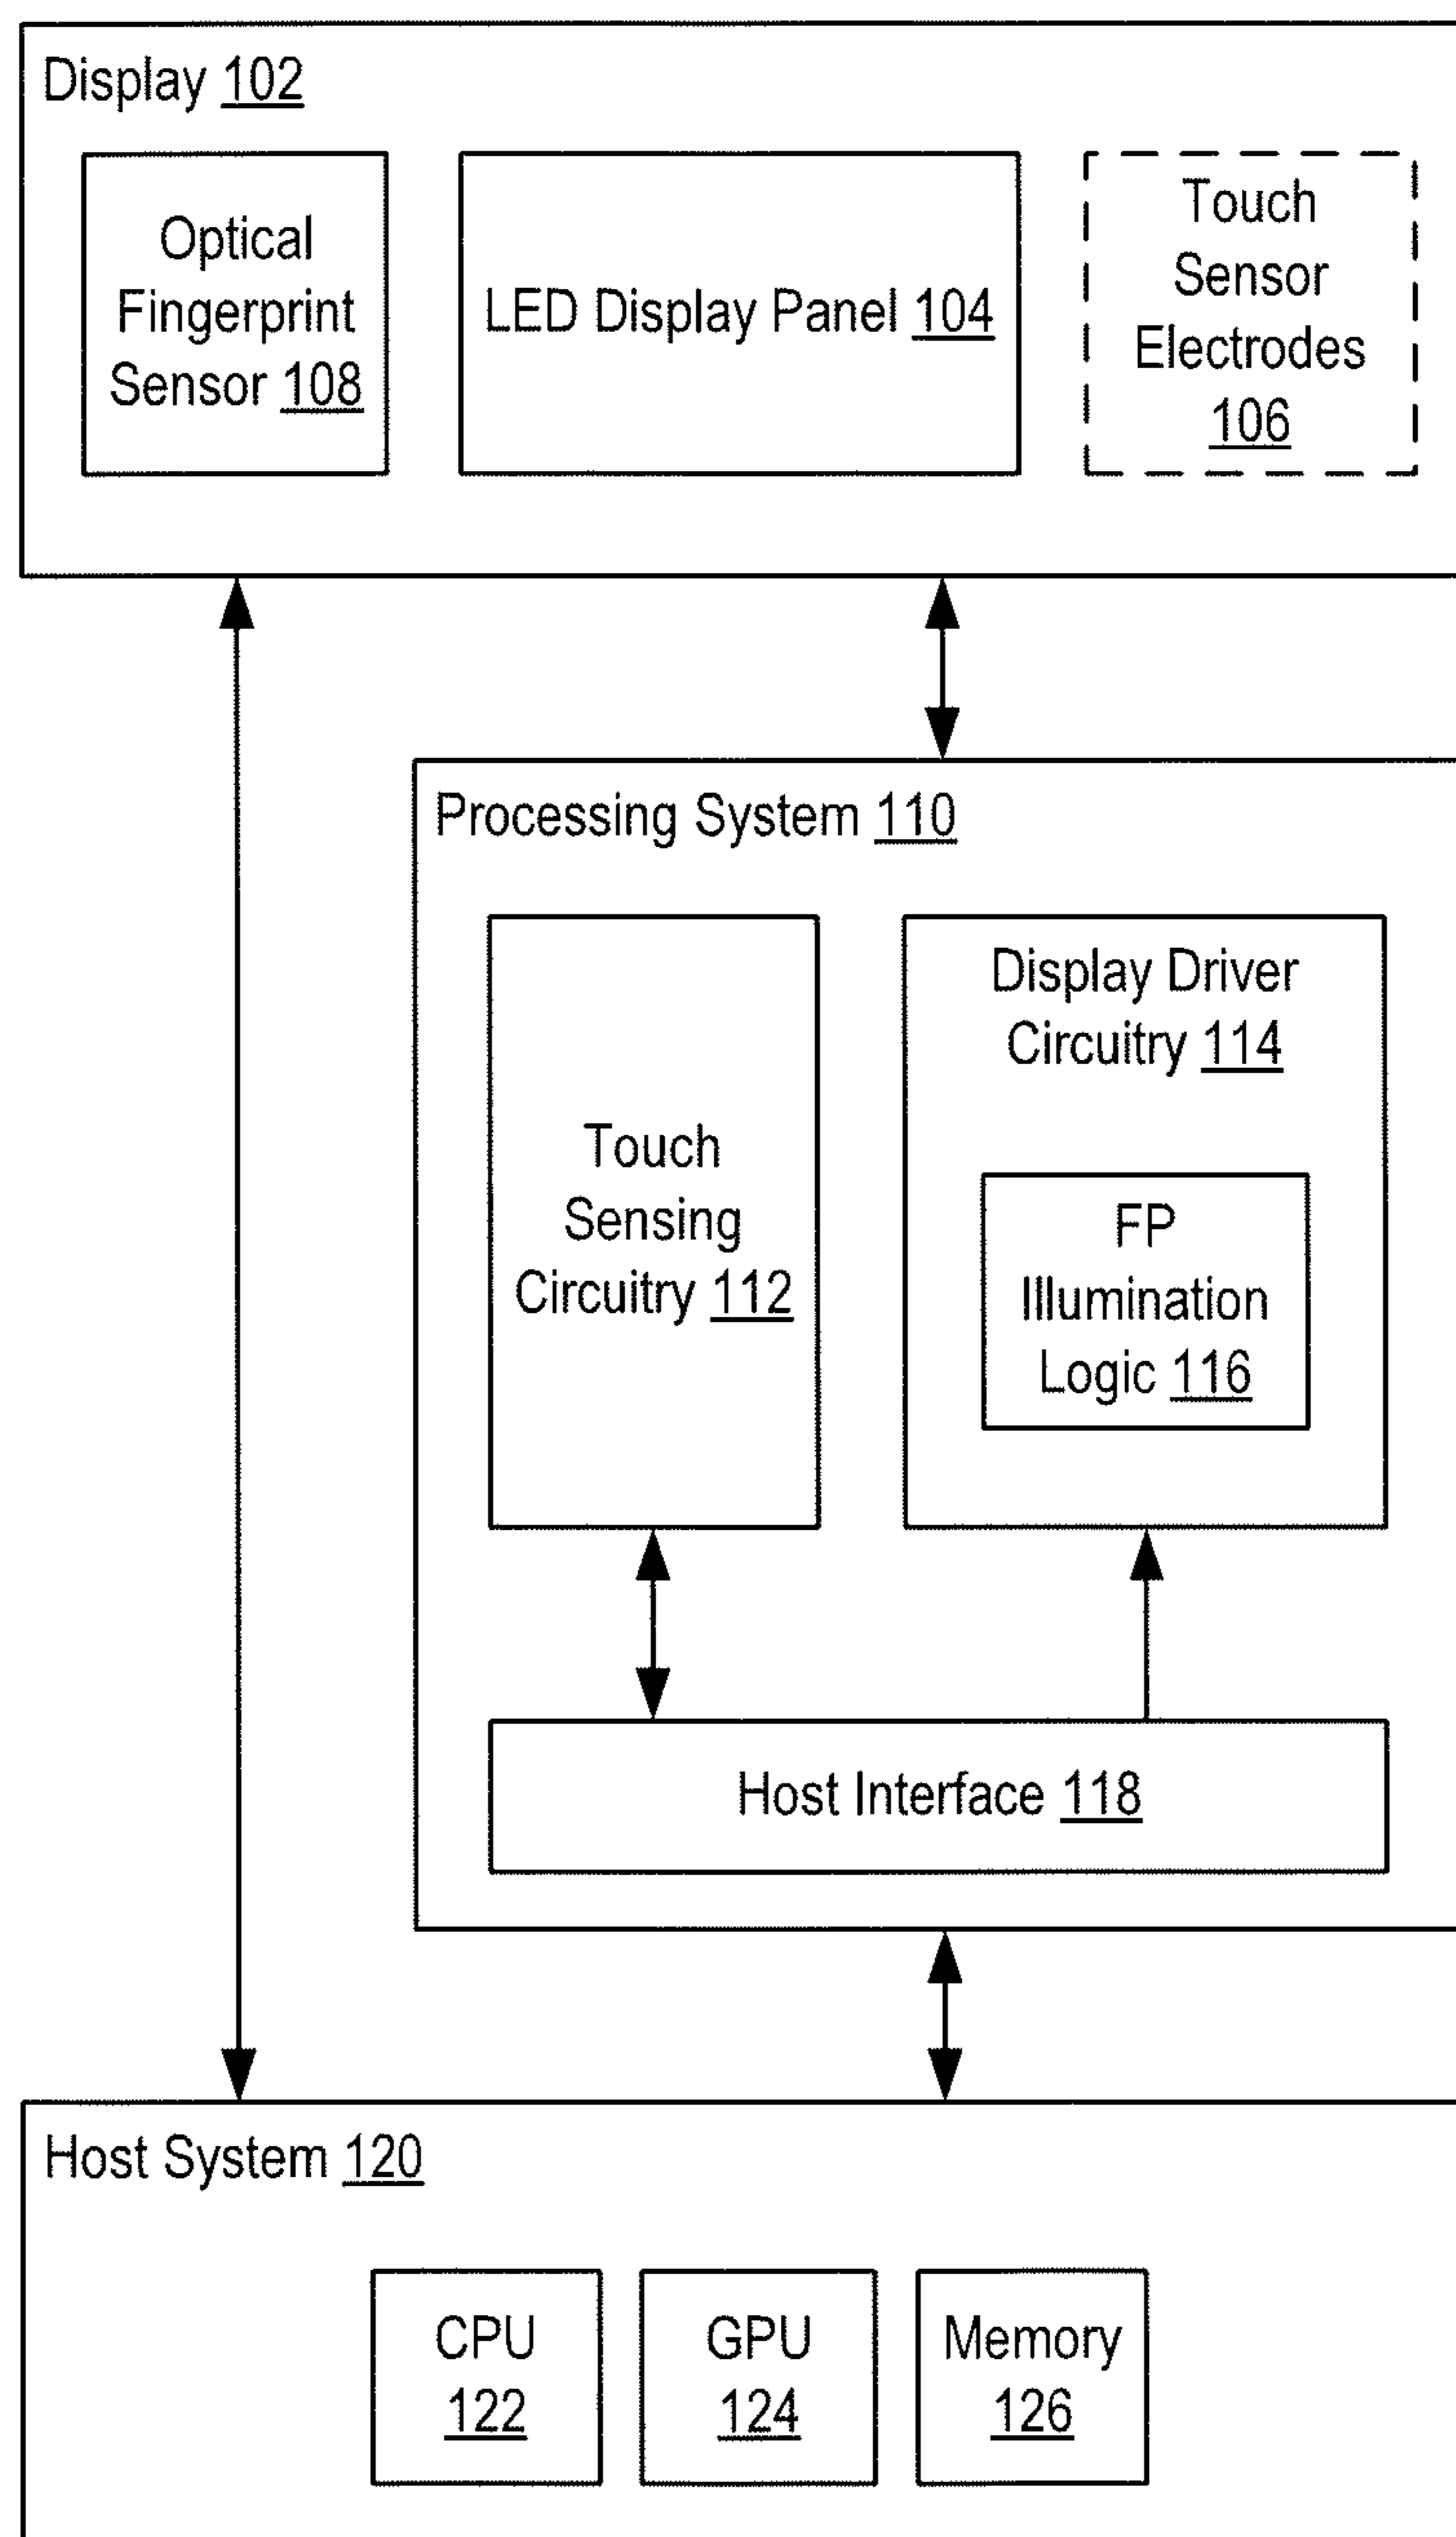 Display 102
Optical
Fingerprint
Sensor 108
LED Display Panel 104
Touch
Sensor
Electrodes
106
Processing System 110
Touch
Sensing
Circuitry 112
Display Driver
Circuitry 114
FP
Illumination
Logic 116
Host Interface 118
Host System 120
CPU
122
GPU
124
Memory
126